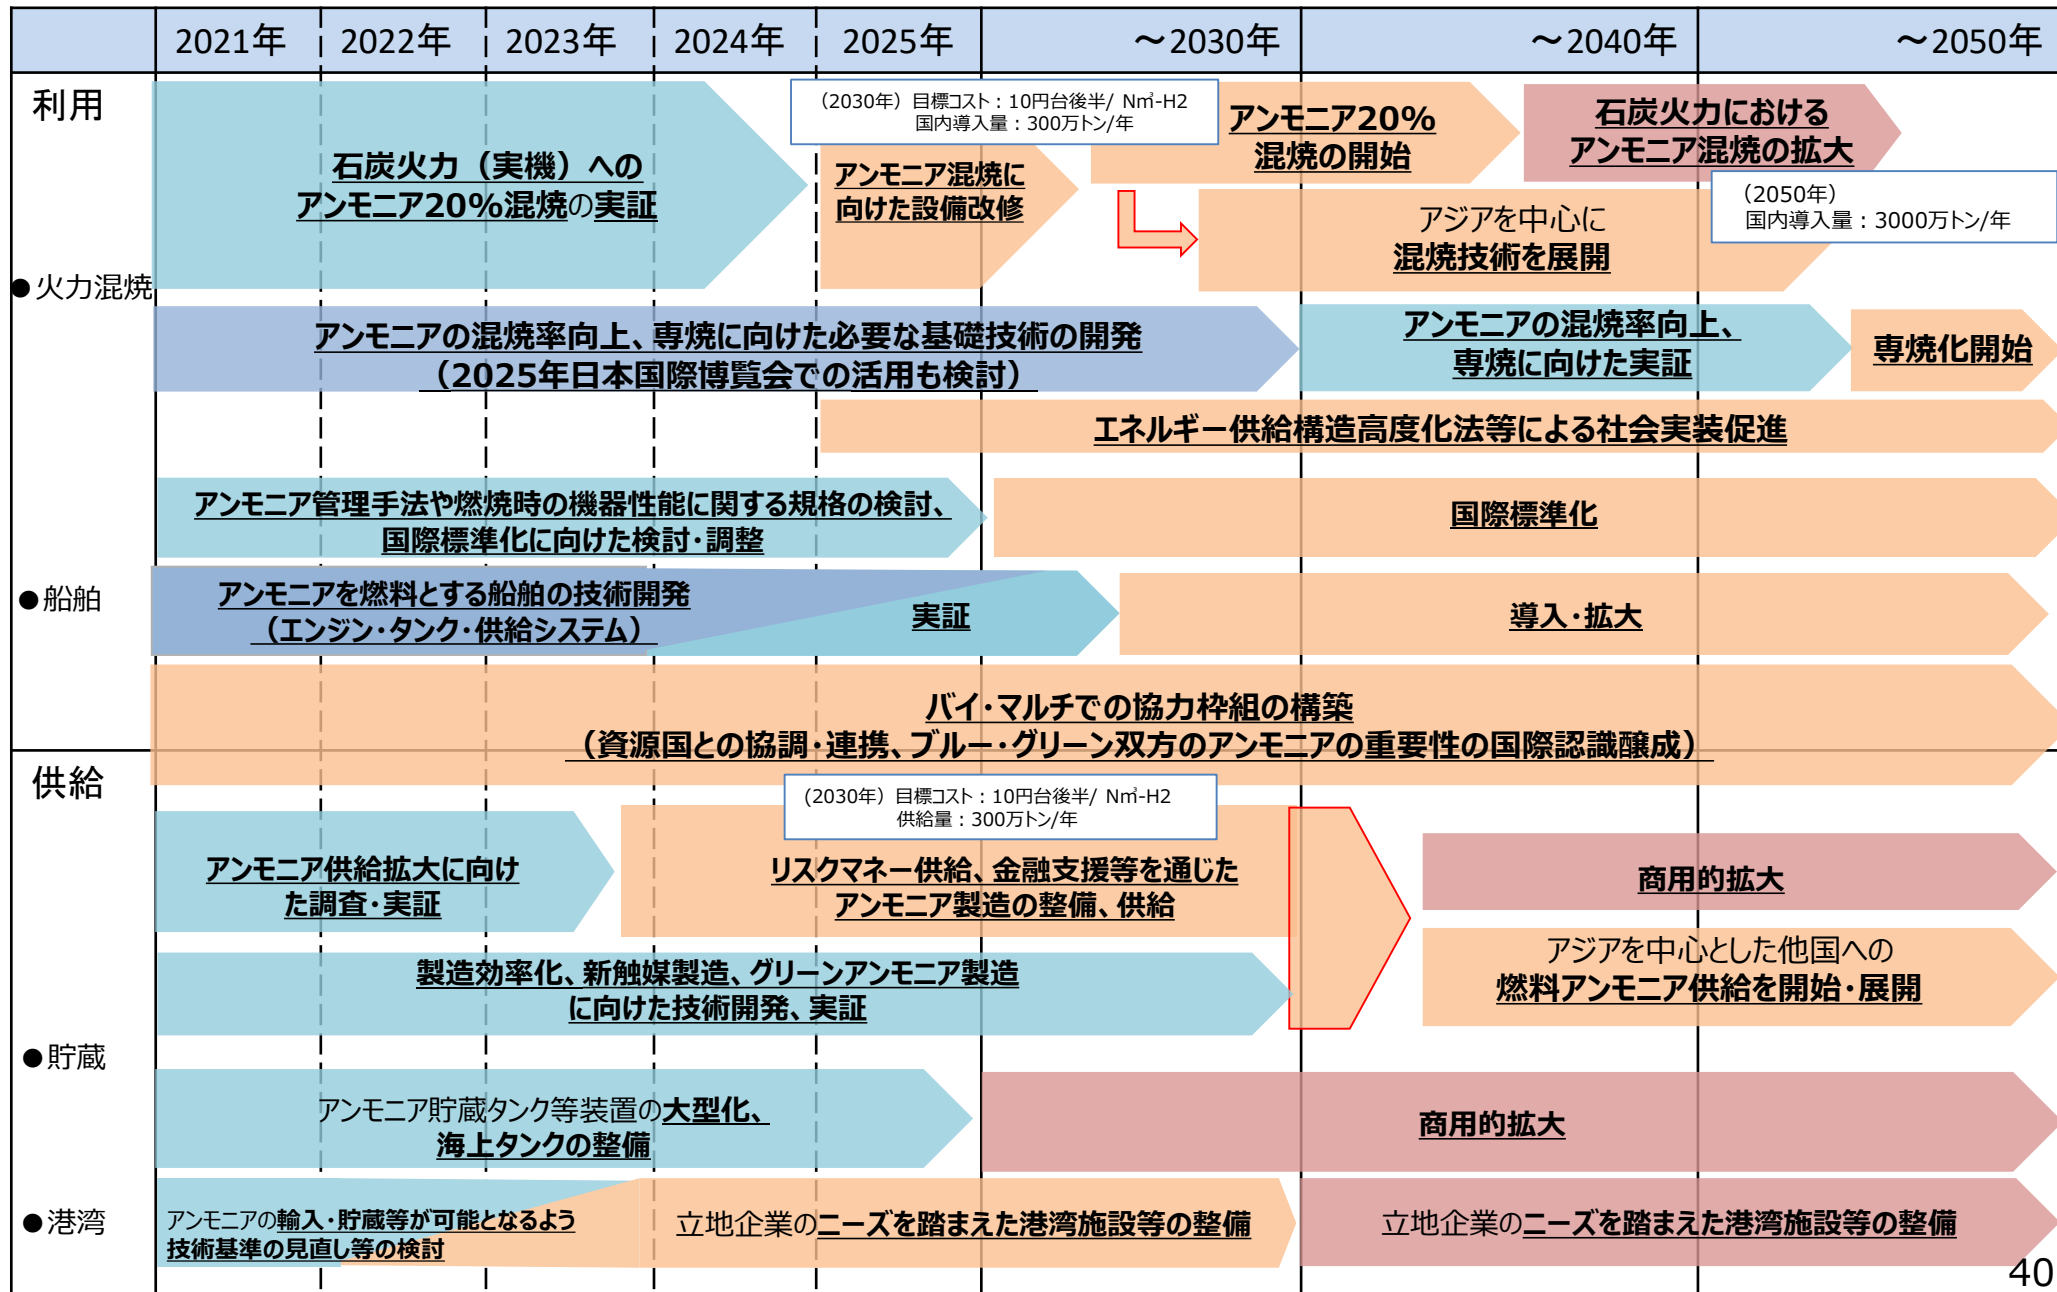 2021年 2022年 2023年 2024年 2025年 ～2030年 ～2040年 ～2050年
利用
●火力混焼
石炭火力（実機）への
アンモニア20％混焼の実証
（2030年）目標コスト：10円台後半/ N㎥-H2
国内導入量：300万トン/年
アンモニア混焼に
向けた設備改修
アンモニア20％
混焼の開始
石炭火力における
アンモニア混焼の拡大
アジアを中心に
混焼技術を展開
（2050年）
国内導入量：3000万トン/年
アンモニアの混焼率向上、専焼に向けた必要な基礎技術の開発
（2025年日本国際博覧会での活用も検討）
アンモニアの混焼率向上、
専焼に向けた実証
専焼化開始
エネルギー供給構造高度化法等による社会実装促進
アンモニア管理手法や燃焼時の機器性能に関する規格の検討、
国際標準化に向けた検討・調整
国際標準化
●船舶
アンモニアを燃料とする船舶の技術開発
（エンジン・タンク・供給システム）
実証
導入・拡大
バイ・マルチでの協力枠組の構築
（資源国との協調・連携、ブルー・グリーン双方のアンモニアの重要性の国際認識醸成）
供給
（2030年）目標コスト：10円台後半/ N㎥-H2
供給量：300万トン/年
アンモニア供給拡大に向け
た調査・実証
リスクマネー供給、金融支援等を通じた
アンモニア製造の整備、供給
商用的拡大
製造効率化、新触媒製造、グリーンアンモニア製造
に向けた技術開発、実証
アジアを中心とした他国への
燃料アンモニア供給を開始・展開
●貯蔵
アンモニア貯蔵タンク等装置の大型化、
海上タンクの整備
商用的拡大
●港湾
アンモニアの輸入・貯蔵等が可能となるよう
技術基準の見直し等の検討
立地企業のニーズを踏まえた港湾施設等の整備
立地企業のニーズを踏まえた港湾施設等の整備
40